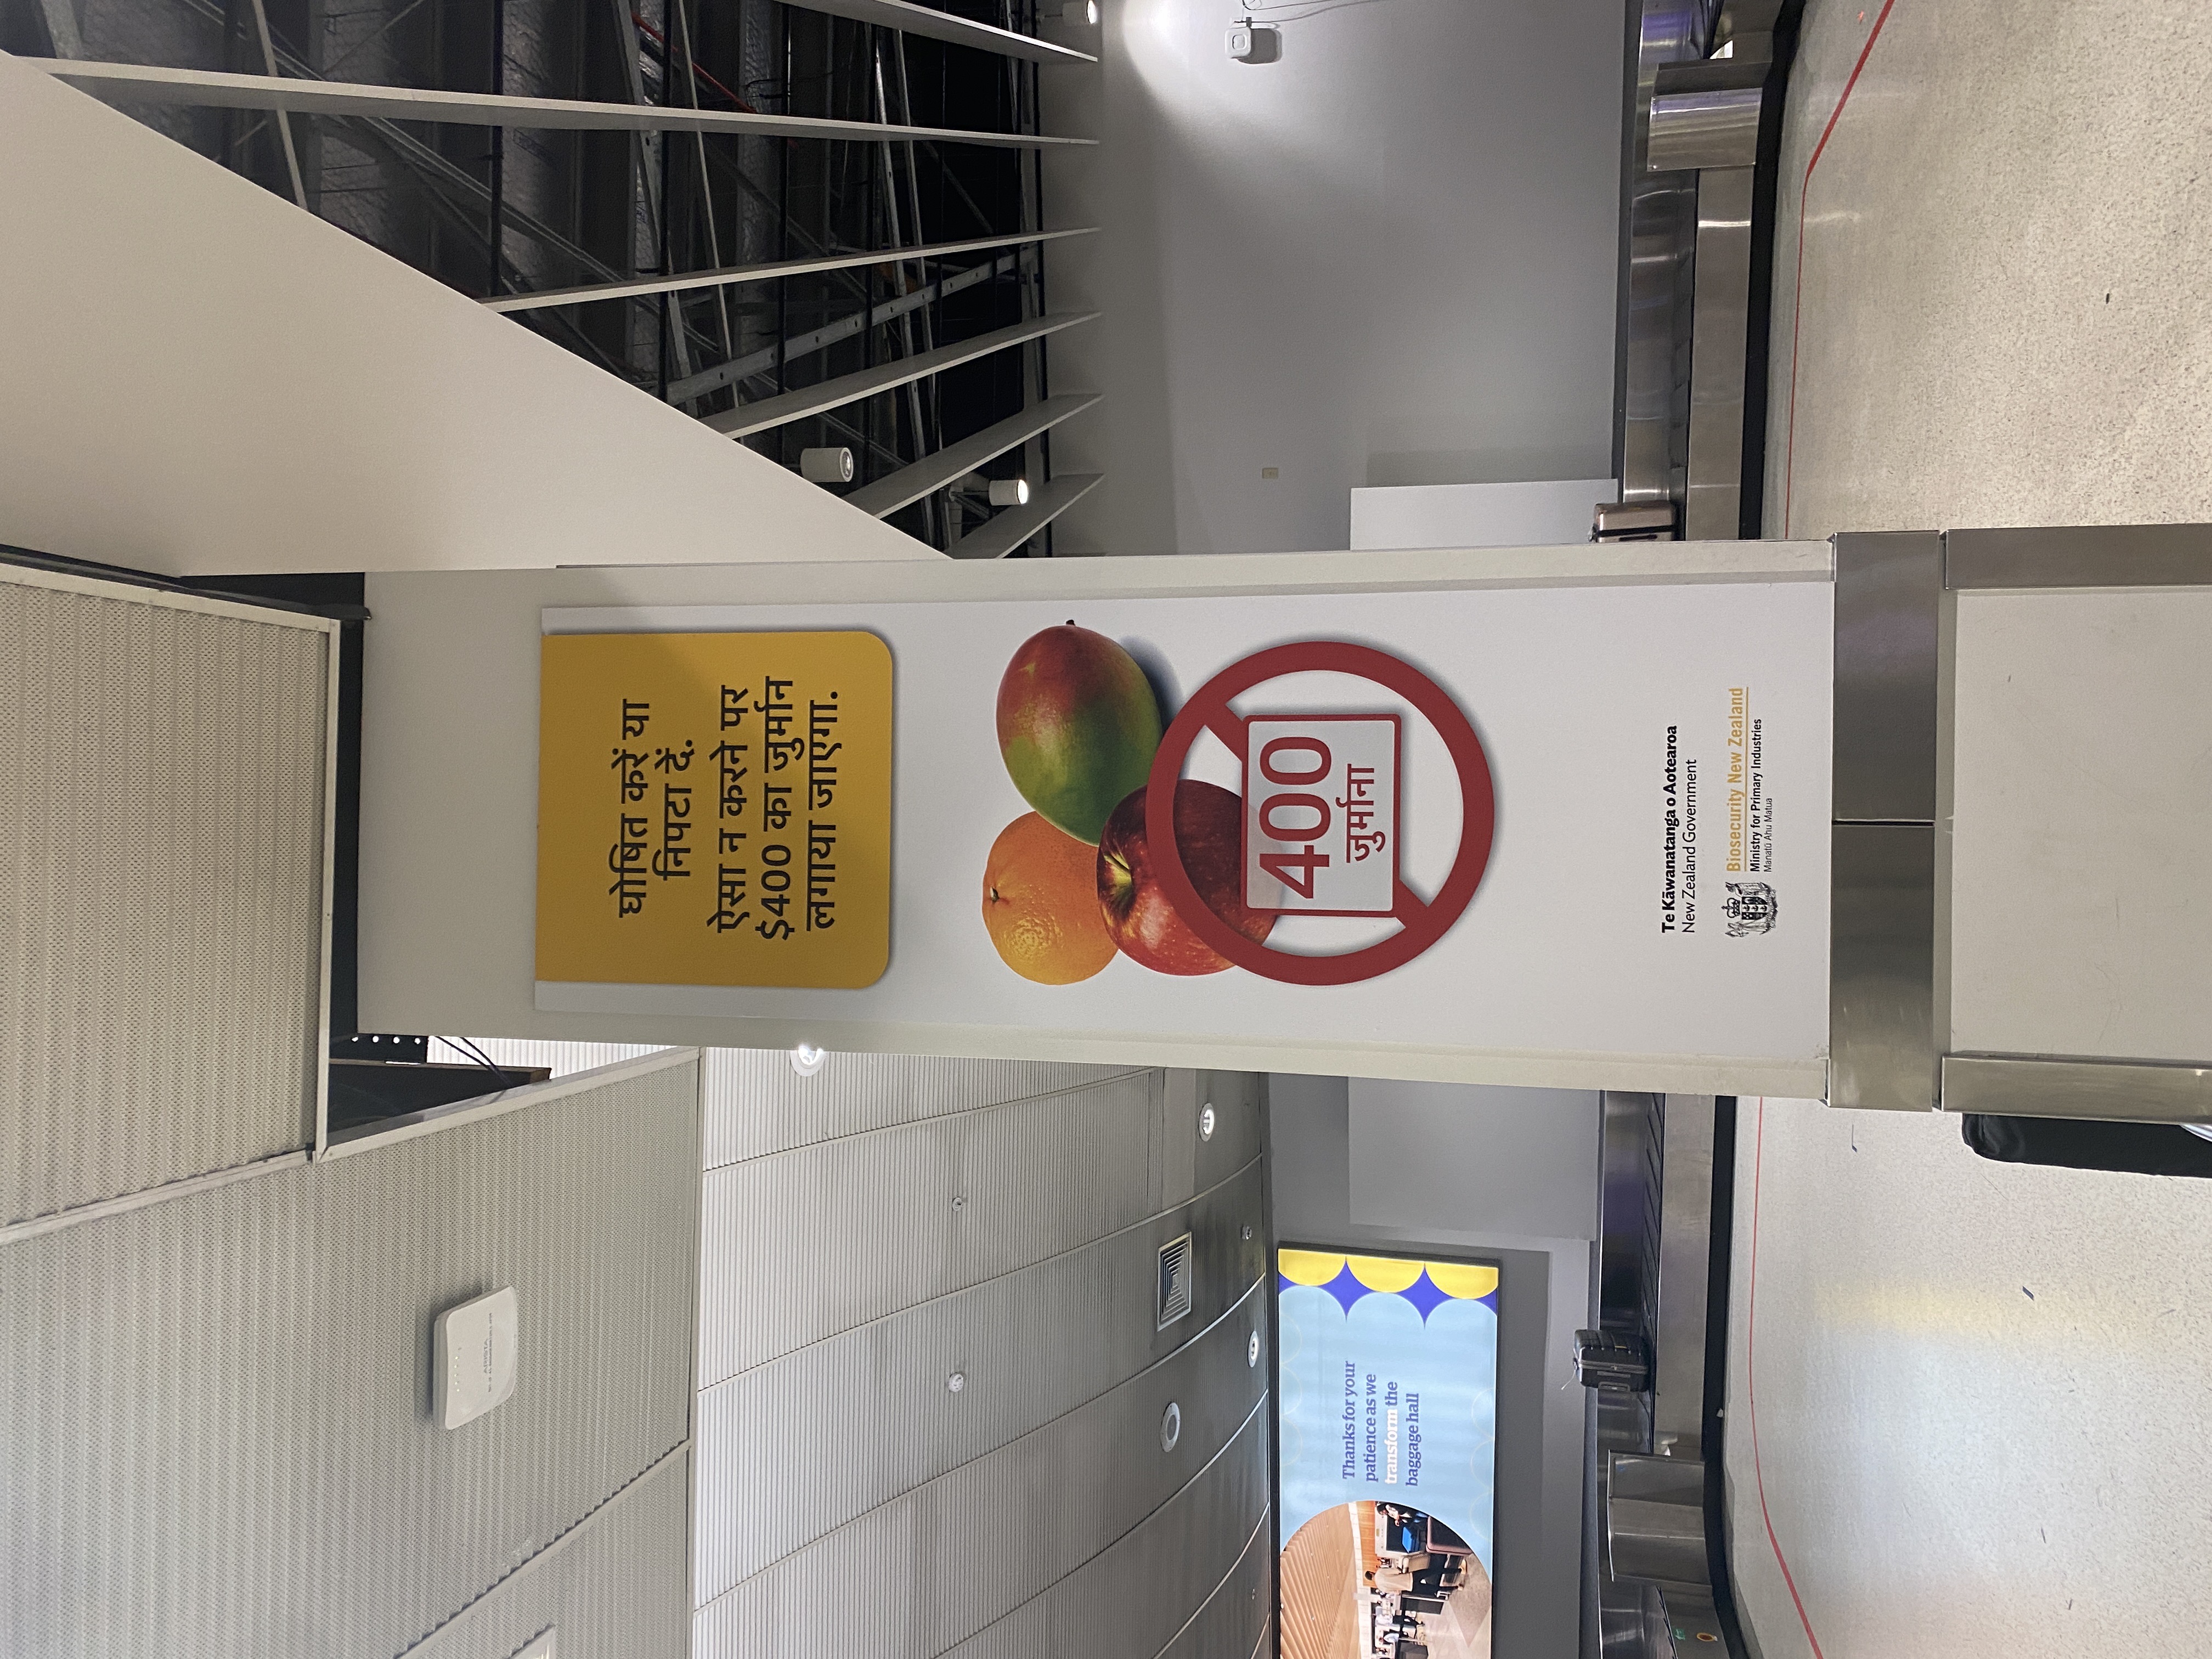 घोषित करें या
निपटा दें.
ऐसा न करने पर
$400 का जुर्मान
लगाया जाएगा.
400
जुर्माना
Te Kāwanatanga o Aotearoa
New Zealand Government
Biosecurity New Zealand
Ministry for Primary Industries
Manatū Ahu Matua
Thanks for your
patience as we
transform the
baggage hall